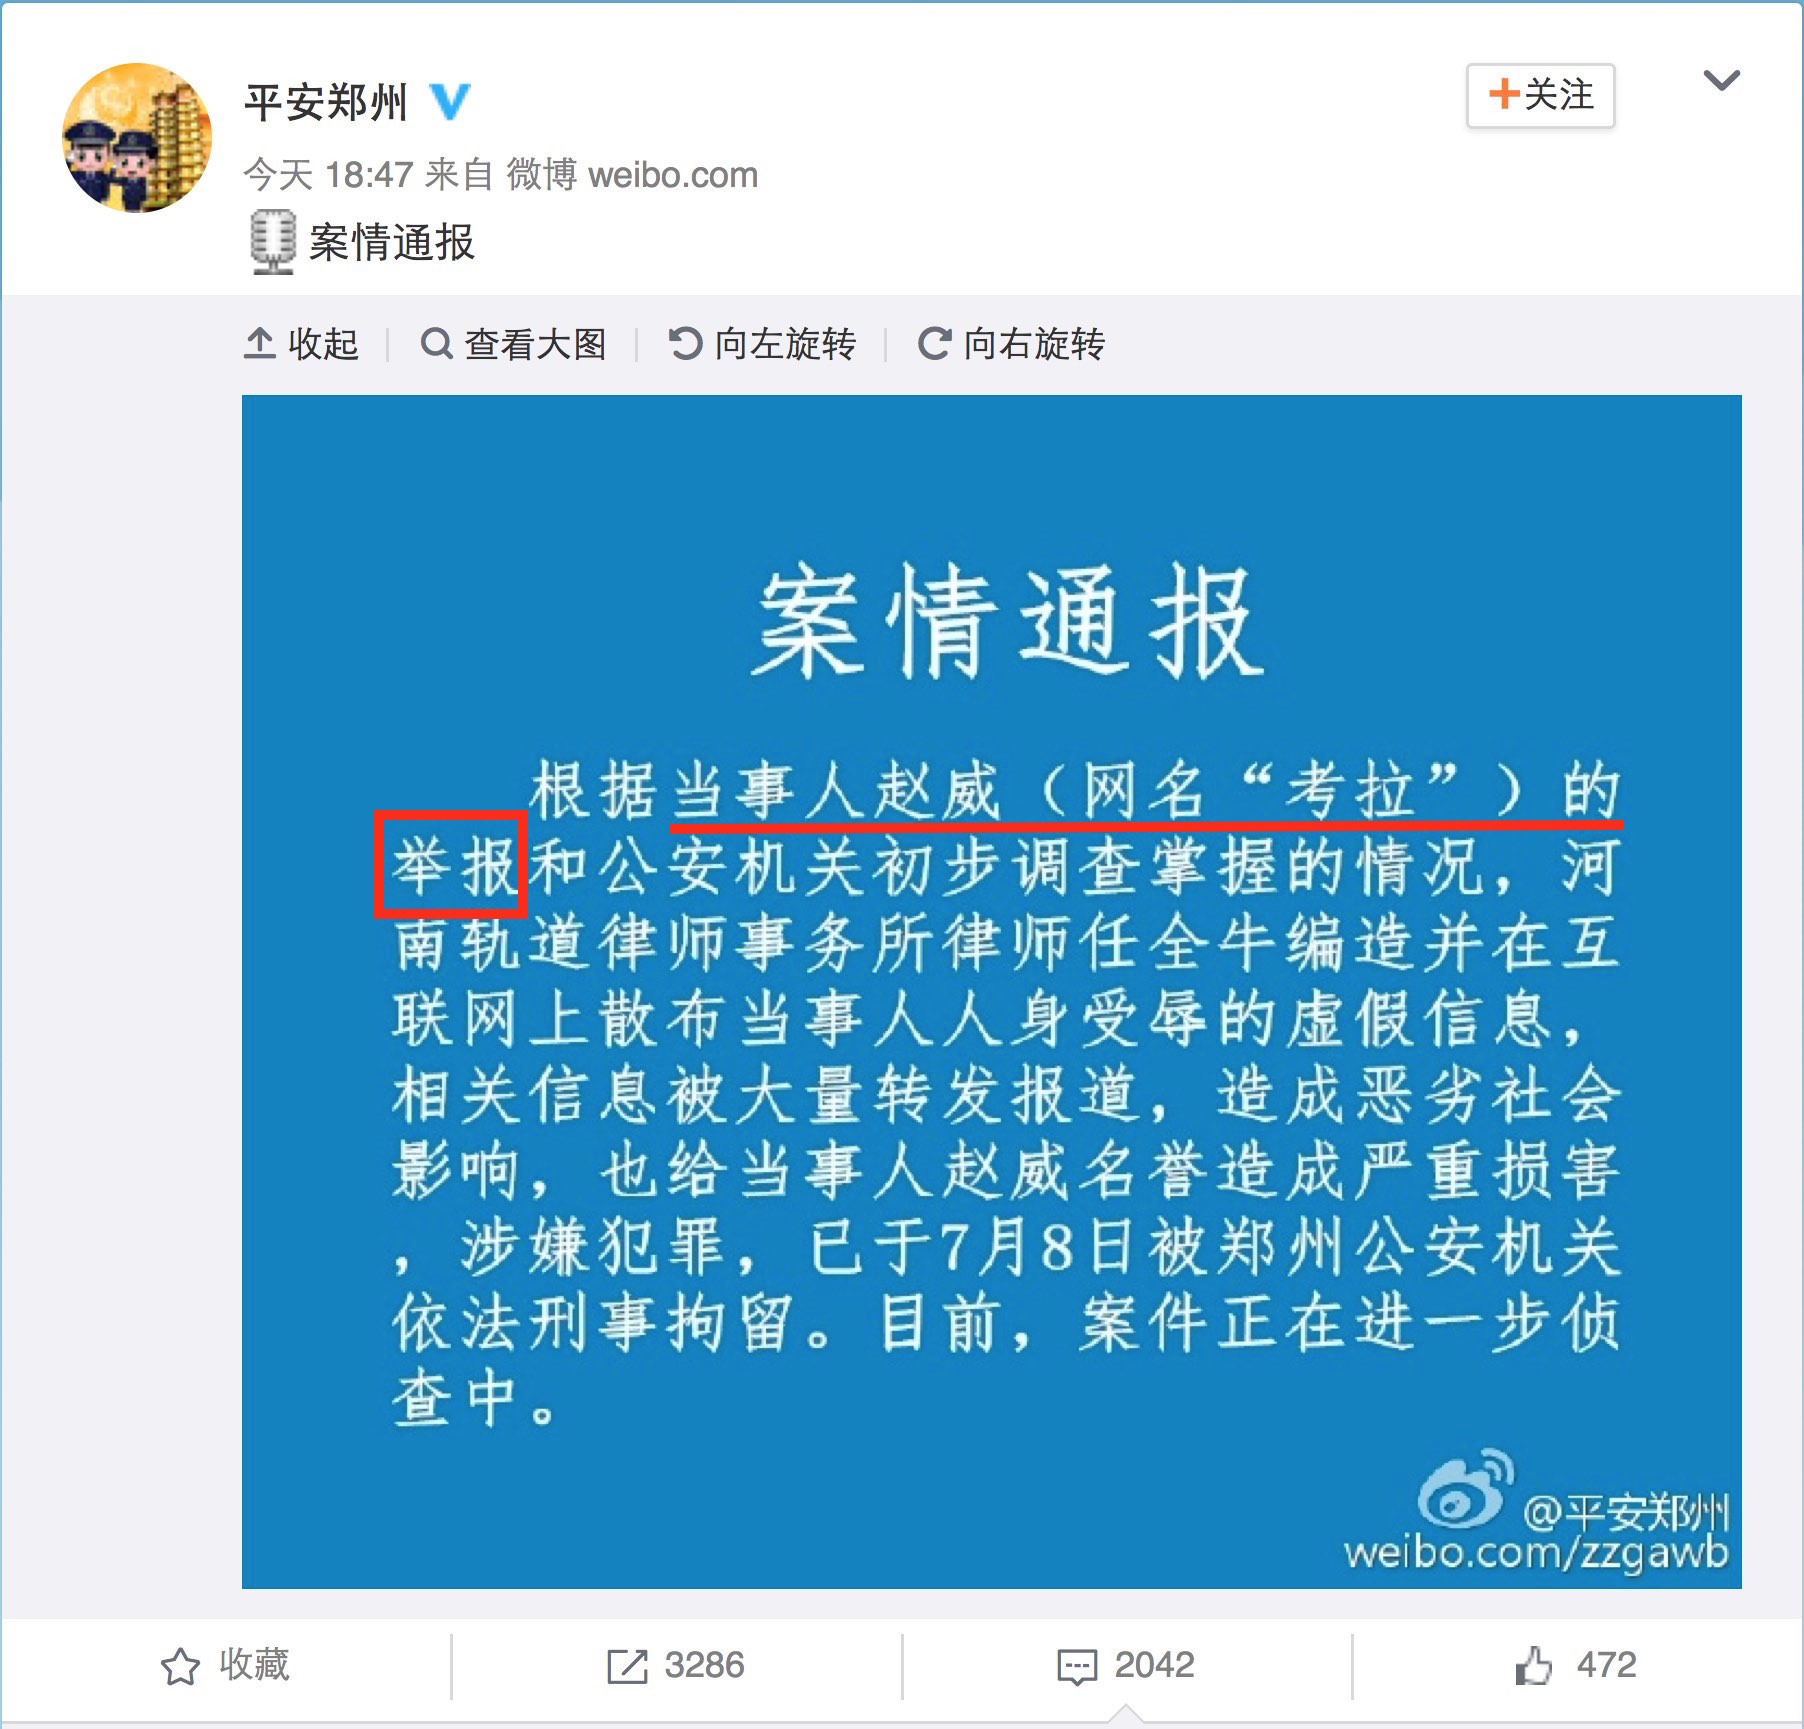 平安郑州
+关注
今天 18:47 来自 微博 weibo.com
案情通报
收起 查看大图 向左旋转 向右旋转
案情通报
根据当事人赵威（网名“考拉”）的
举报和公安机关初步调查掌握的情况，河
南轨道律师事务所律师任全牛编造并在互
联网上散布当事人人身受辱的虚假信息，
相关信息被大量转发报道，造成恶劣社会
影响，也给当事人赵威名誉造成严重损害
，涉嫌犯罪，已于7月8日被郑州公安机关
依法刑事拘留。目前，案件正在进一步侦
查中。
@平安郑州
weibo.com/zzgawb
收藏 3286 2042 472